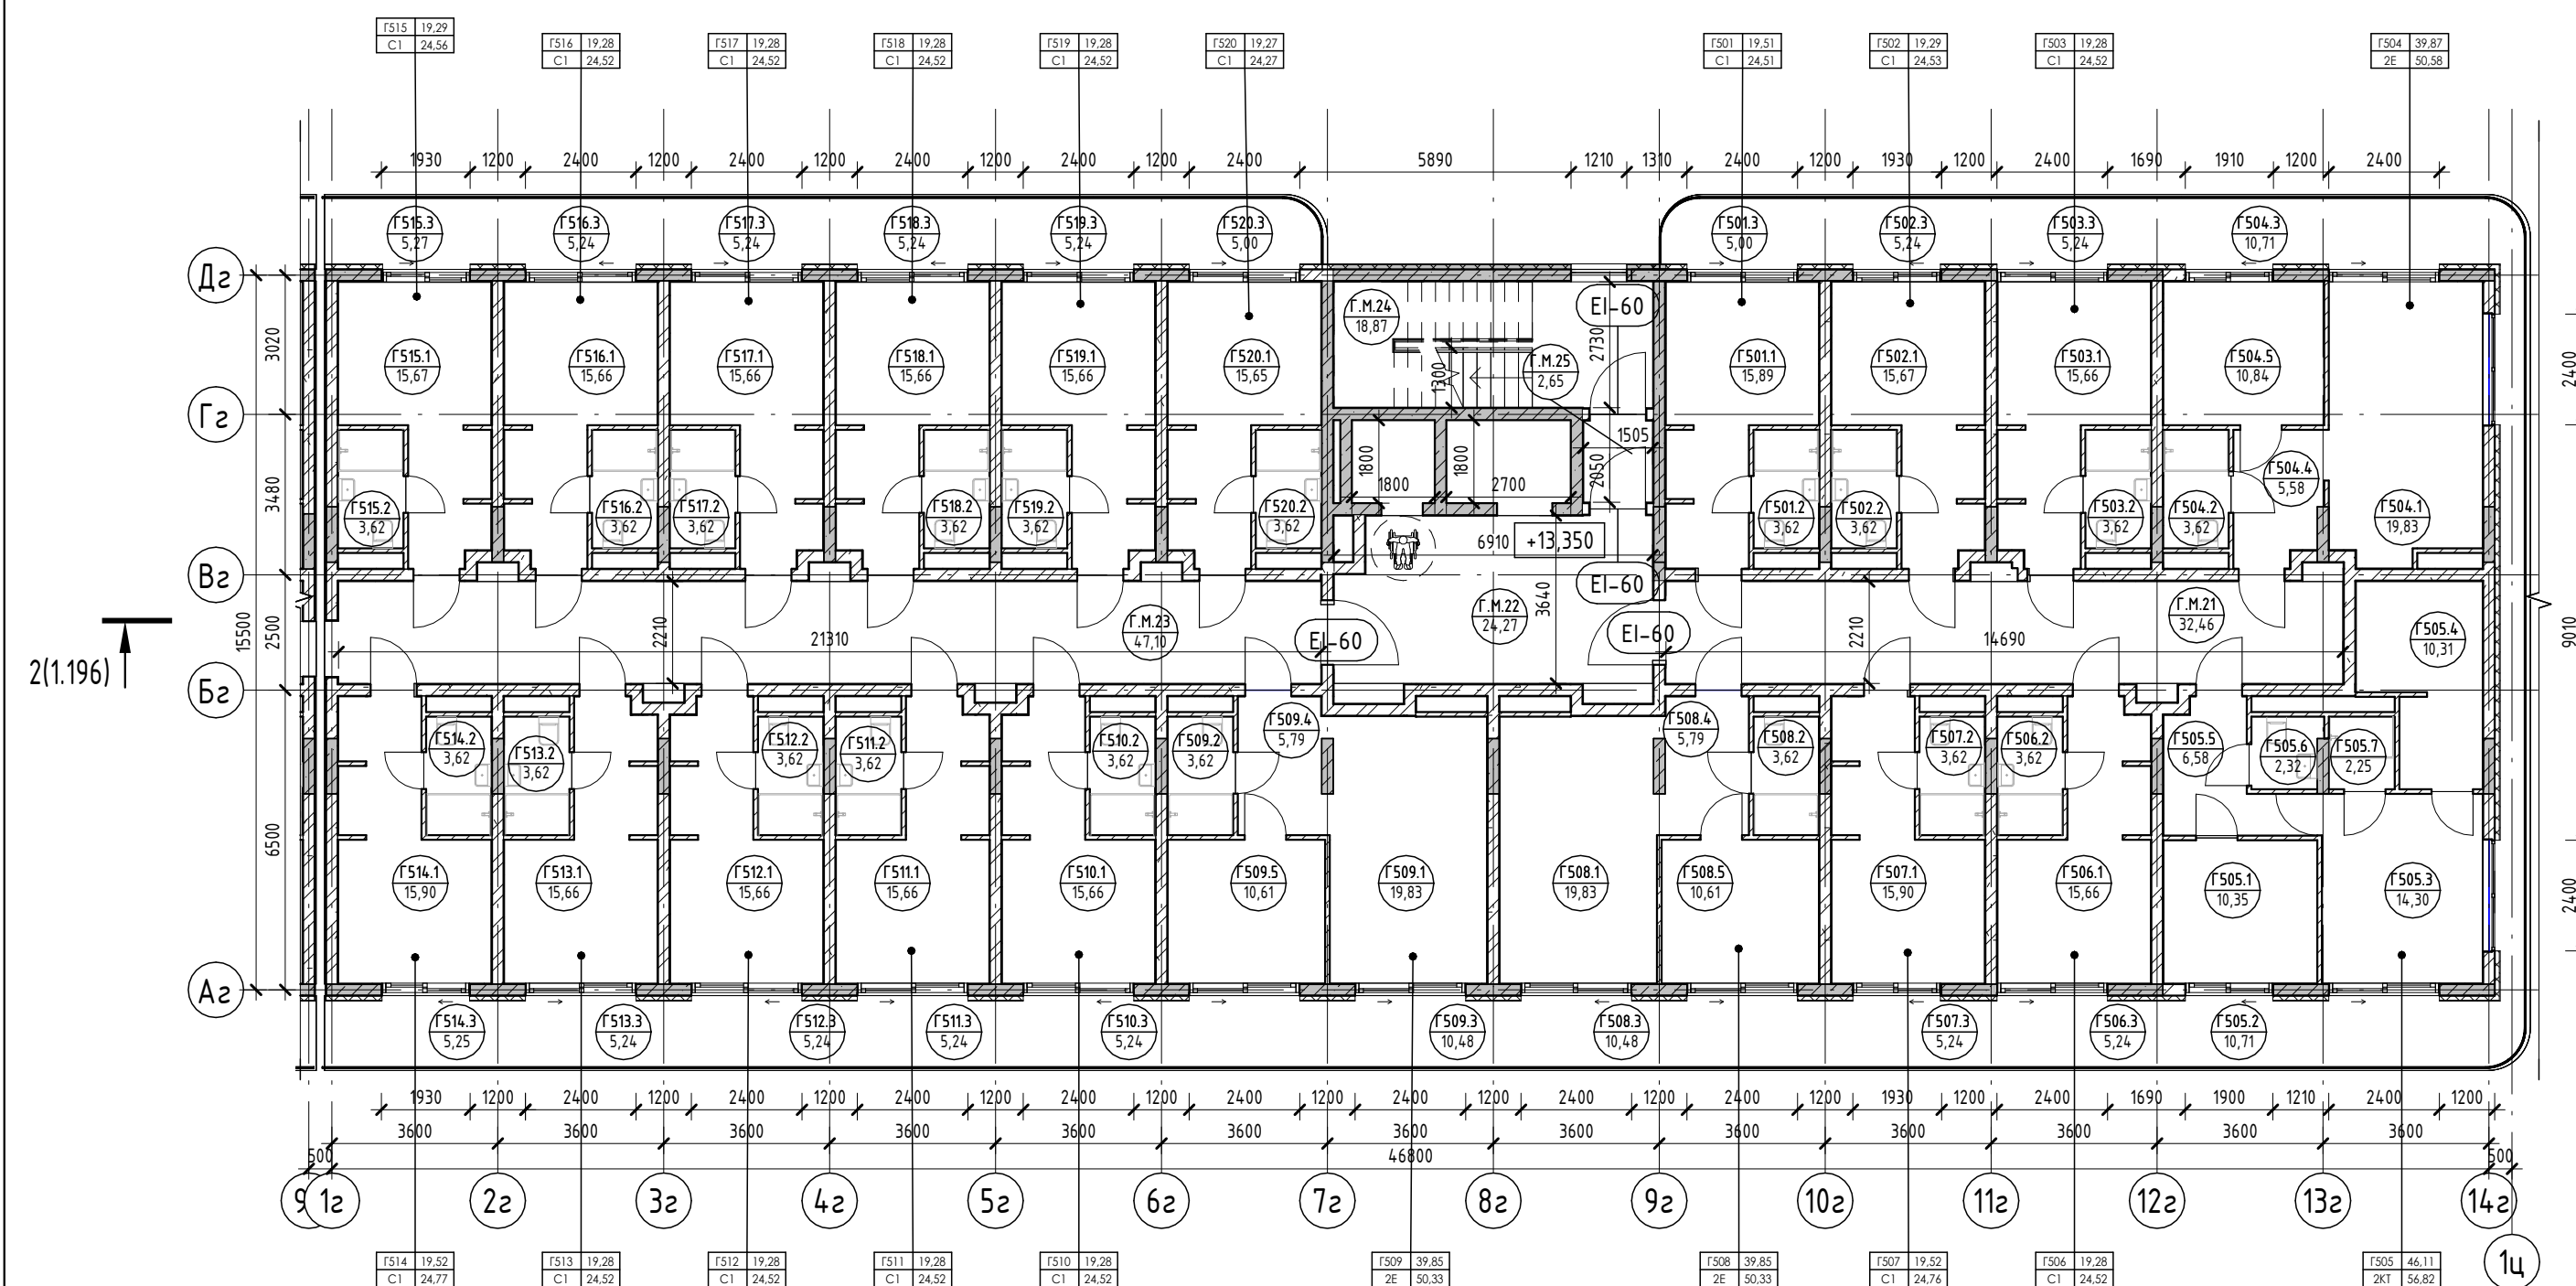 Г515 19,29
С1 24,56
Г516 19,28
С1 24,52
Г517 19,28
С1 24,52
Г518 19,28
С1 24,52
Г519 19,28
С1 24,52
Г520 19,27
С1 24,27
Г501 19,51
С1 24,51
Г502 19,29
С1 24,53
Г503 19,28
С1 24,52
Г504 39,87
2Е 50,58
1930 1200 2400 1200 2400 1200 2400 1200 2400 1200 2400 5890 1210 1310 2400 1200 1930 1200 2400 1690 1910 1200 2400
Г515.3
5,27
Г516.3
5,24
Г517.3
5,24
Г518.3
5,24
Г519.3
5,24
Г520.3
5,00
Г501.3
5,00
Г502.3
5,24
Г503.3
5,24
Г504.3
10,71
Дг
Г.М.24
18,87
EI-60
2730
3020
Г515.1
15,67
Г516.1
15,66
Г517.1
15,66
Г518.1
15,66
Г519.1
15,66
Г520.1
15,65
1300
Г.М.25
2,65
Г501.1
15,89
Г502.1
15,67
Г503.1
15,66
Г504.5
10,84
2400
Гг
1505
1800
1800
2050
1800
2700
3480
Г515.2
3,62
Г516.2
3,62
Г517.2
3,62
Г518.2
3,62
Г519.2
3,62
Г520.2
3,62
Г501.2
3,62
Г502.2
3,62
Г503.2
3,62
Г504.2
3,62
Г504.4
5,58
Г504.1
19,83
6910
+13,350
Вг
EI-60
15500
2500
2210
21310
Г.М.23
47,10
EI-60
Г.М.22
24,27
3640
EI-60
2210
14690
Г.М.21
32,46
Г505.4
10,31
9010
2(1.196)
Бг
Г514.2
3,62
Г513.2
3,62
Г512.2
3,62
Г511.2
3,62
Г510.2
3,62
Г509.2
3,62
Г509.4
5,79
Г508.4
5,79
Г508.2
3,62
Г507.2
3,62
Г506.2
3,62
Г505.5
6,58
Г505.6
2,32
Г505.7
2,25
6500
Г514.1
15,90
Г513.1
15,66
Г512.1
15,66
Г511.1
15,66
Г510.1
15,66
Г509.5
10,61
Г509.1
19,83
Г508.1
19,83
Г508.5
10,61
Г507.1
15,90
Г506.1
15,66
Г505.1
10,35
Г505.3
14,30
2400
Аг
Г514.3
5,25
Г513.3
5,24
Г512.3
5,24
Г511.3
5,24
Г510.3
5,24
Г509.3
10,48
Г508.3
10,48
Г507.3
5,24
Г506.3
5,24
Г505.2
10,71
1930 1200 2400 1200 2400 1200 2400 1200 2400 1200 2400 1200 2400 1200 2400 1200 2400 1200 1930 1200 2400 1690 1900 1210 2400 1200
3600 3600 3600 3600 3600 3600 3600 3600 3600 3600 3600 3600 3600
500 46800 500
9 1г 2г 3г 4г 5г 6г 7г 8г 9г 10г 11г 12г 13г 14г
1ц
Г514 19,52
С1 24,77
Г513 19,28
С1 24,52
Г512 19,28
С1 24,52
Г511 19,28
С1 24,52
Г510 19,28
С1 24,52
Г509 39,85
2Е 50,33
Г508 39,85
2Е 50,33
Г507 19,52
С1 24,76
Г506 19,28
С1 24,52
Г505 46,11
2КТ 56,82